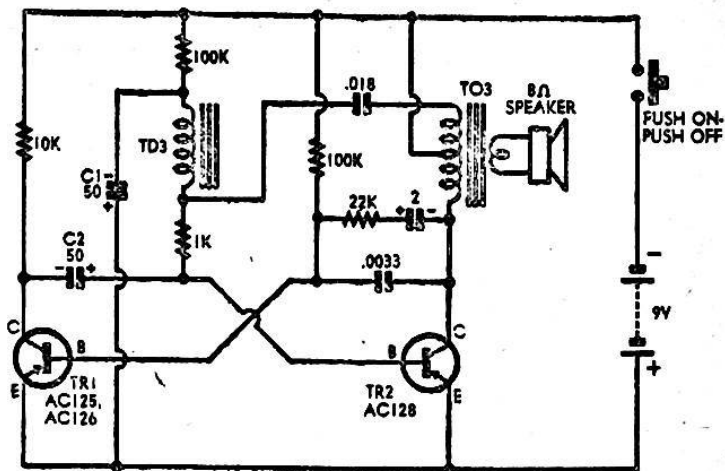 100K
.018
TO3
8Ω
SPEAKER
PUSH ON-
PUSH OFF
10K
TD3
100K
C1
50
-
+
22K
+
2
-
1K
C2
50
-
+
.0033
-
9V
+
C
B
E
TR1
AC125,
AC126
C
B
E
TR2
AC128